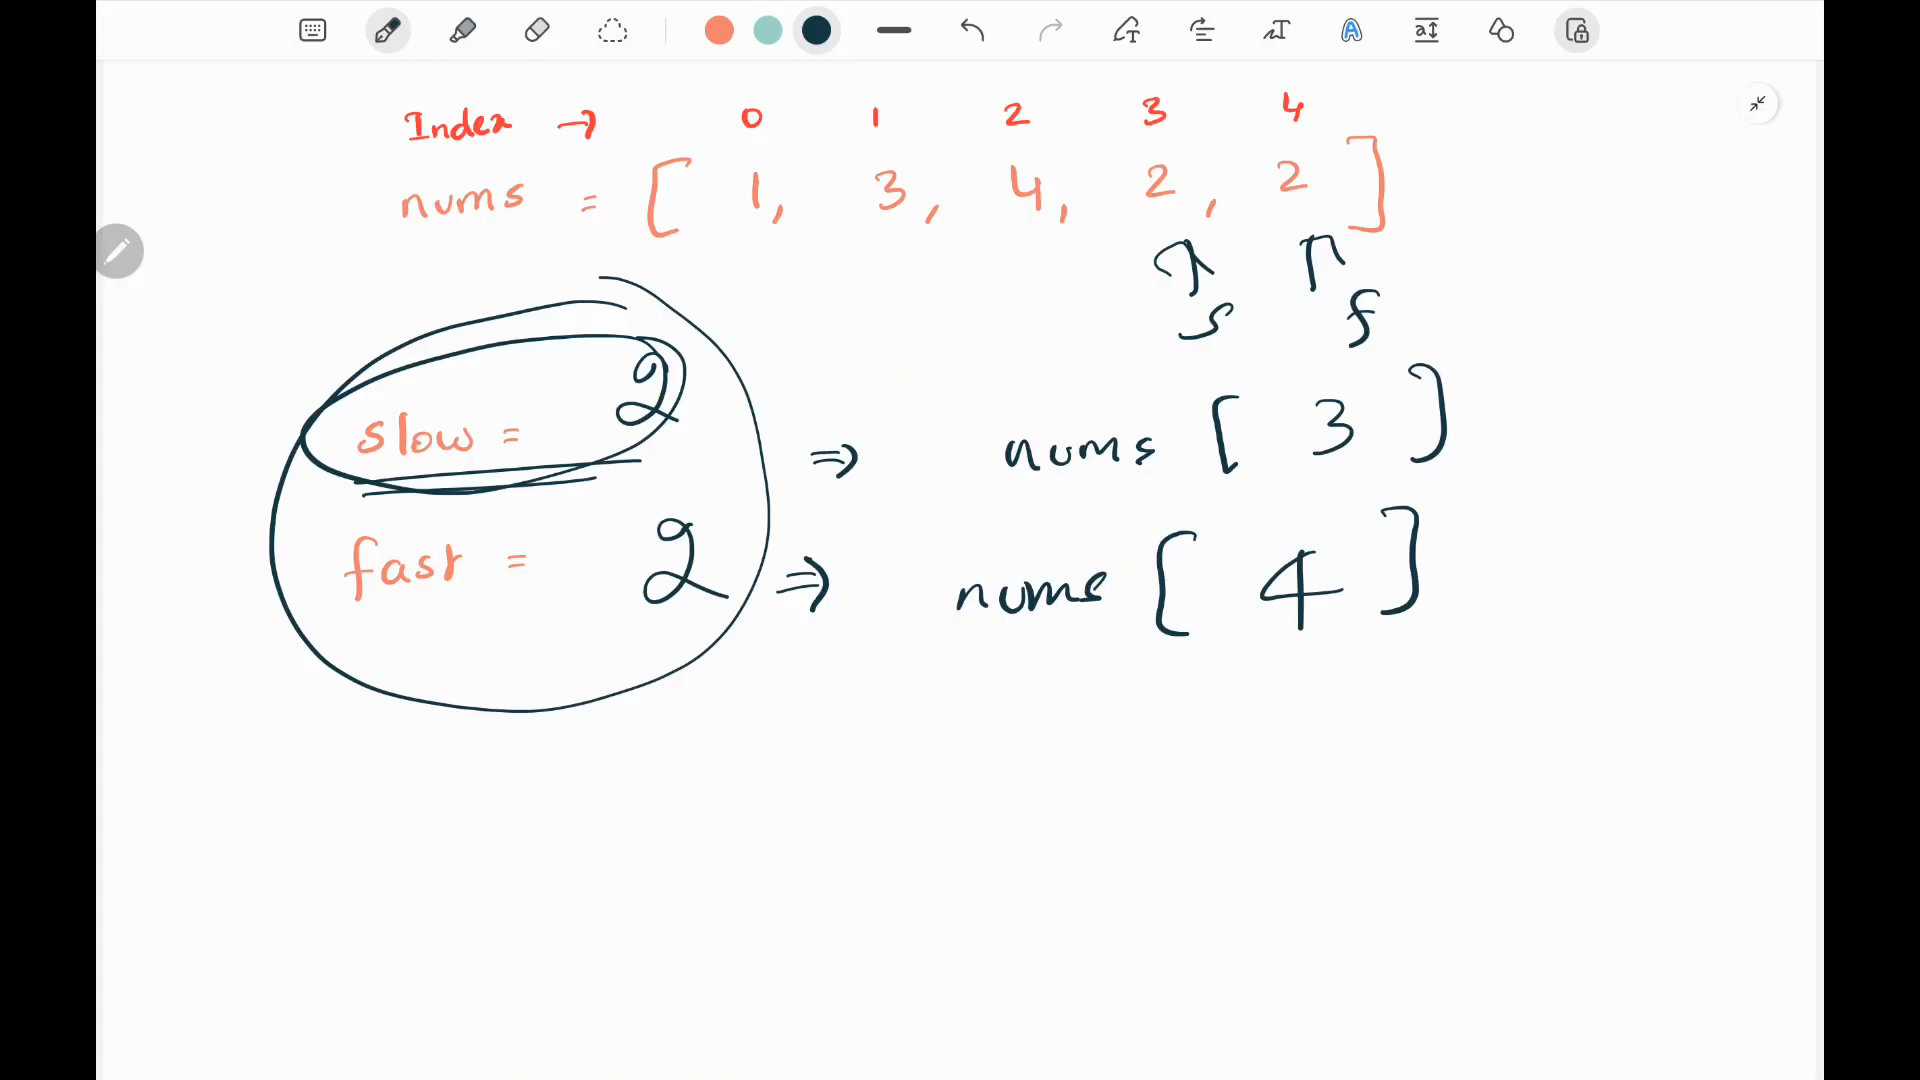 Index → 0 1 2 3 4
nums = [ 1, 3, 4, 2, 2 ]
s f
slow = 2 ⇒ nums [ 3 ]
fast = 2 ⇒ nums [ 4 ]